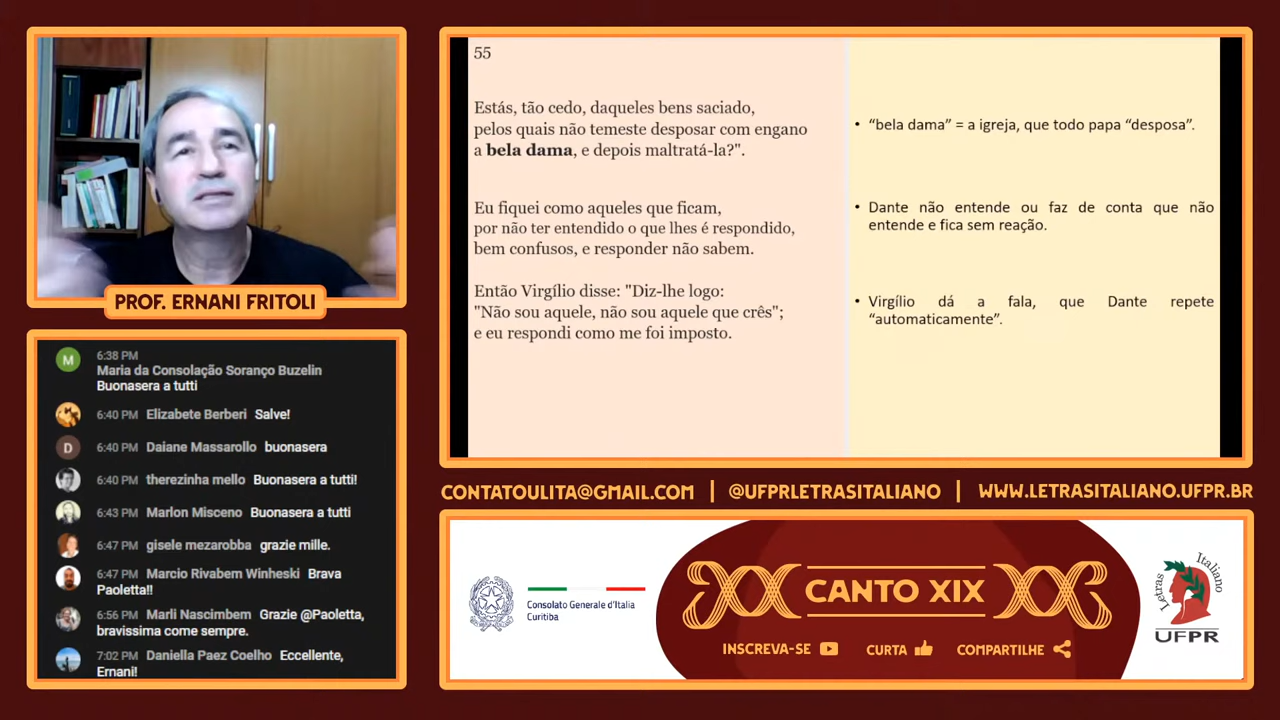 PROF. ERNANI FRITOLI
M
6:38 PM
Maria da Consolação Soranço Buzelin
Buonasera a tutti
6:40 PM Elizabete Berberi Salve!
D
6:40 PM Daiane Massarollo buonasera
6:40 PM therezinha mello Buonasera a tutti!
6:43 PM Marlon Misceno Buonasera a tutti
6:47 PM gisele mezarobba grazie mille.
6:47 PM Marcio Rivabem Winheski Brava
Paoletta!!
6:56 PM Marli Nascimbem Grazie @Paoletta,
bravissima come sempre.
7:02 PM Daniella Paez Coelho Eccellente,
Ernani!
55
Estás, tão cedo, daqueles bens saciado,
pelos quais não temeste desposar com engano
a bela dama, e depois maltratá-la?".
Eu fiquei como aqueles que ficam,
por não ter entendido o que lhes é respondido,
bem confusos, e responder não sabem.
Então Virgílio disse: "Diz-lhe logo:
"Não sou aquele, não sou aquele que crês";
e eu respondi como me foi imposto.
• “bela dama” = a igreja, que todo papa “desposa”.
• Dante não entende ou faz de conta que não
entende e fica sem reação.
• Virgílio dá a fala, que Dante repete
“automaticamente”.
CONTATOULITA@GMAIL.COM | @UFPRLETRASITALIANO | WWW.LETRASITALIANO.UFPR.BR
Consolato Generale d'Italia
Curitiba
CANTO XIX
INSCREVA-SE CURTA COMPARTILHE
Letras Italiano
UFPR